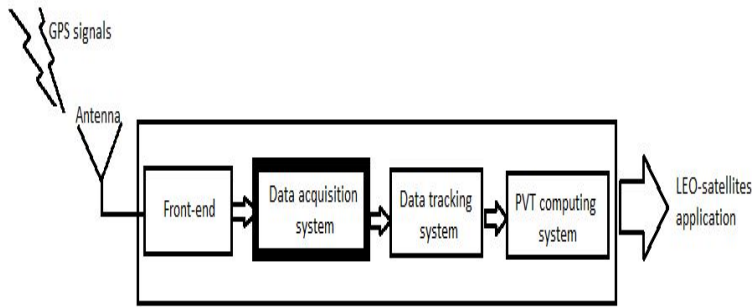 GPS signals
Antenna
Front-end
Data acquisition
system
Data tracking
system
PVT computing
system
LEO-satellites
application